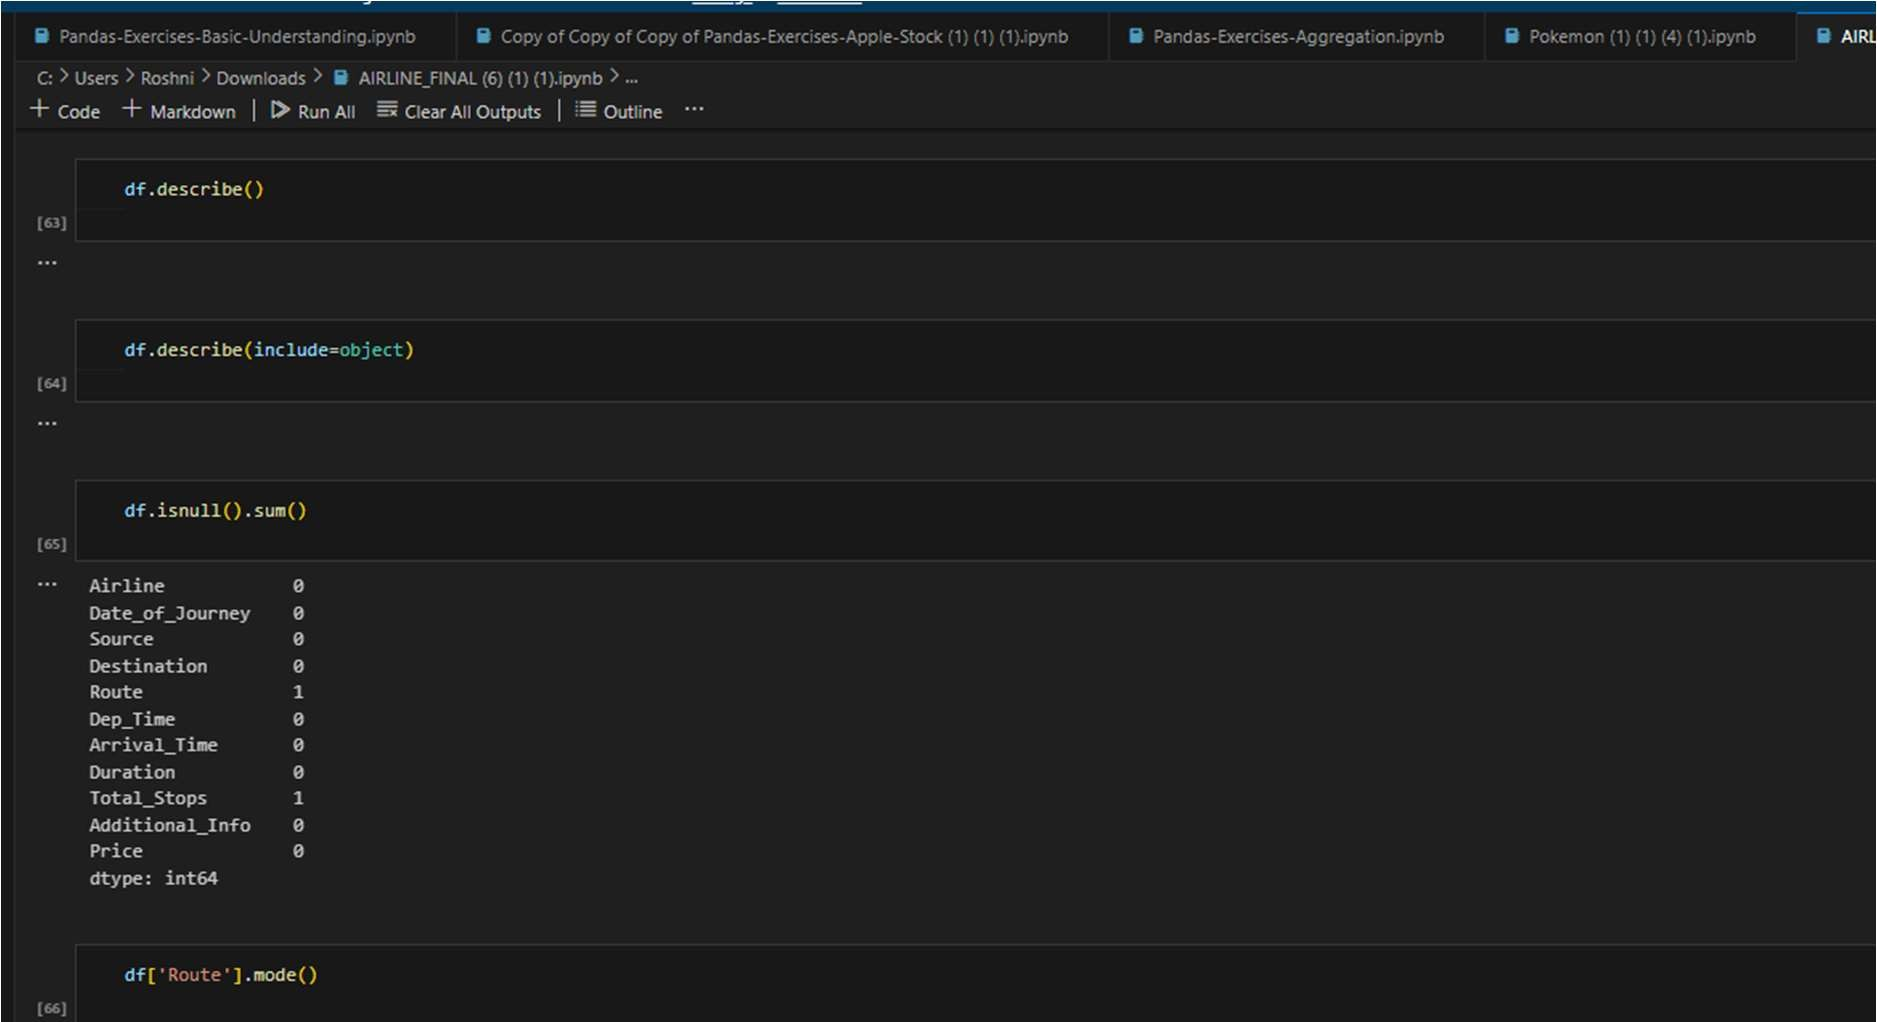 Pandas-Exercises-Basic-Understanding.ipynb
Copy of Copy of Copy of Pandas-Exercises-Apple-Stock (1) (1) (1).ipynb
Pandas-Exercises-Aggregation.ipynb
Pokemon (1) (1) (4) (1).ipynb
AIRL
C: > Users > Roshni > Downloads > AIRLINE_FINAL (6) (1) (1).ipynb > ...
+ Code + Markdown | Run All Clear All Outputs | Outline ...
df.describe()
[63]
...
df.describe(include=object)
[64]
...
df.isnull().sum()
[65]
...
Airline 0
Date_of_Journey 0
Source 0
Destination 0
Route 1
Dep_Time 0
Arrival_Time 0
Duration 0
Total_Stops 1
Additional_Info 0
Price 0
dtype: int64
df['Route'].mode()
[66]